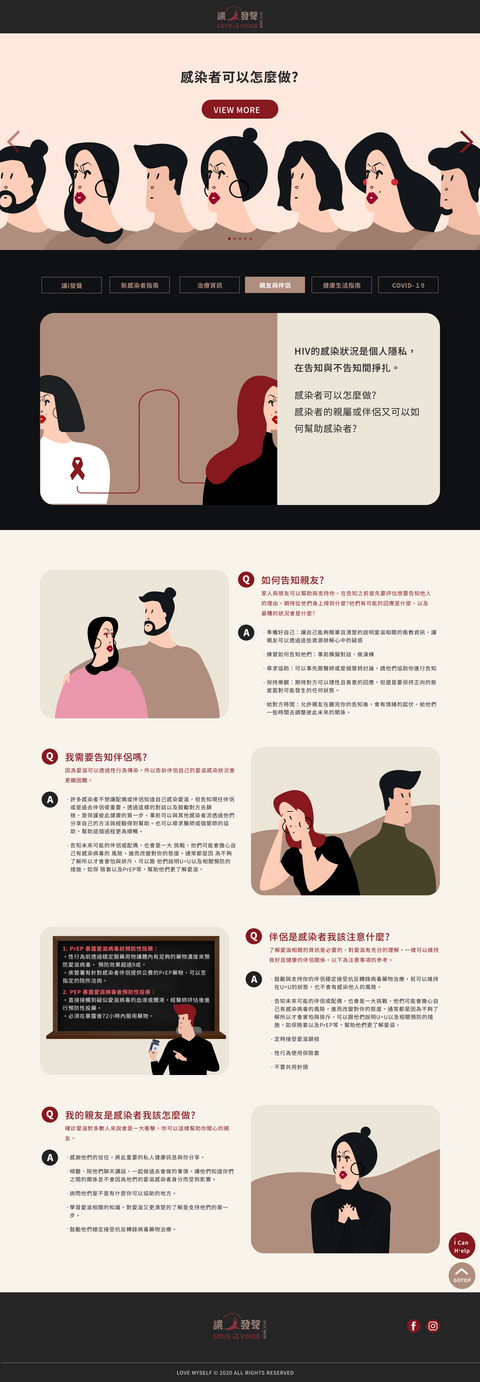 讓 發聲
LOVE VOICE
感染者可以怎麼做?
VIEW MORE
讓i發聲
新感染者指南
治療資訊
親友與伴侶
健康生活指南
COVID-19
HIV的感染狀況是個人隱私，
在告知與不告知間掙扎。
感染者可以怎麼做?
感染者的親屬或伴侶又可以如
何幫助感染者?
Q 如何告知親友?
家人與朋友可以幫助與支持你。在告知之前首先要評估想要告知他人
的理由，期待從他們身上得到什麼?他們有可能的回應是什麼，以及
最糟的狀況會是什麼?
A
· 準備好自己：讓自己能夠簡單且清楚的說明愛滋相關的衛教資訊，讓
親友可以透過這些資源排解心中的疑惑
· 練習如何告知他們：事前模擬對話，做演練
· 尋求協助：可以事先跟醫師或是個管師討論，請他們協助你進行告知
· 保持樂觀：期待對方可以理性且善意的回應，但還是要保持正向的態
度面對可能發生的任何狀態。
· 給對方時間：允許親友在聽完你的告知後，會有情緒的起伏，給他們
一些時間去調整彼此未來的關係。
Q 我需要告知伴侶嗎?
因為愛滋可以透過性行為傳染，所以告訴伴侶自己的愛滋感染狀況會
更顯困難。
A
· 許多感染者不想讓配偶或伴侶知道自己感染愛滋，但告知現任伴侶
或是過去伴侶很重要，透過這樣的對話以及鼓勵對方去篩
檢，是保護彼此健康的第一步。事前可以與其他感染者流透過他們
分享自己的方法與經驗得到幫助，也可以尋求醫師或個管師的協
助，幫助這個過程更為順暢。
· 告知未來可能的伴侶或配偶，也會是一大 挑戰，他們可能會擔心自
己有感染病毒的 風險，進而改變對你的態度。通常都是因 為不夠
了解所以才會害怕與排斥，可以跟 他們說明U=U以及相關預防的
措施，如保 險套以及PrEP等，幫助他們更了解愛滋。
1. PrEP 暴露愛滋病毒前預防性投藥：
。性行為前透過穩定服藥用物讓體內有足夠的藥物濃度來預
防愛滋病毒， 預防效果超過9成。
。疾管署有針對感染者伴侶提供公費的PrEP藥物，可以至
指定的院所洽詢。
2. PEP 暴露愛滋病毒後預防性投藥：
。直接接觸到疑似愛滋病毒的血液或體液，經醫師評估後進
行預防性投藥。
。必須在暴露後72小時內服用藥物。
Q 伴侶是感染者我該注意什麼?
了解愛滋相關的資訊是必要的，對愛滋有充分的理解，一樣可以維持
良好且健康的伴侶關係，以下為注意事項的參考。
A
· 鼓勵與支持你的伴侶穩定接受抗反轉錄病毒藥物治療，若可以維持
在U=U的狀態，也不會有感染他人的風險。
· 告知未來可能的伴侶或配偶，也會是一大挑戰，他們可能會擔心自
己有感染病毒的風險，進而改變對你的態度。通常都是因為不夠了
解所以才會害怕與排斥，可以跟他們說明U=U以及相關預防的措
施，如保險套以及PrEP等，幫助他們更了解愛滋。
· 定時接受愛滋篩檢
· 性行為使用保險套
· 不要共用針頭
Q 我的親友是感染者我該怎麼做?
確診愛滋對多數人來說會是一大衝擊，你可以這樣幫助你關心的親
友。
A
· 感謝他們的信任，將此重要的私人健康訊息與你分享。
· 傾聽、陪他們聊天講話，一起做過去會做的事情。讓他們知道你們
之間的關係並不會因為他們的愛滋感染者身分而受到影響。
· 詢問他們是不是有什麼你可以協助的地方。
· 學習愛滋相關的知識。對愛滋又更清楚的了解是支持他們的第一
步。
· 鼓勵他們穩定接受抗反轉錄病毒藥物治療。
I Can
H·elp
GOTOP
讓 發聲
LOVE VOICE
LOVE MYSELF © 2020 ALL RIGHTS RESERVED